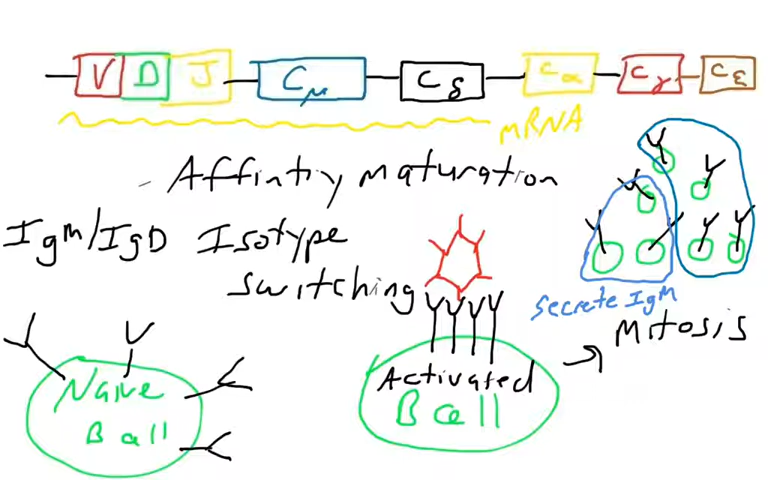 V D J Cμ Cδ Cα Cγ Cε
mRNA
Affintiy maturation
IgM/IgD Isotype
switching
secrete IgM
Mitosis
Naive
B cell
Activated
B cell